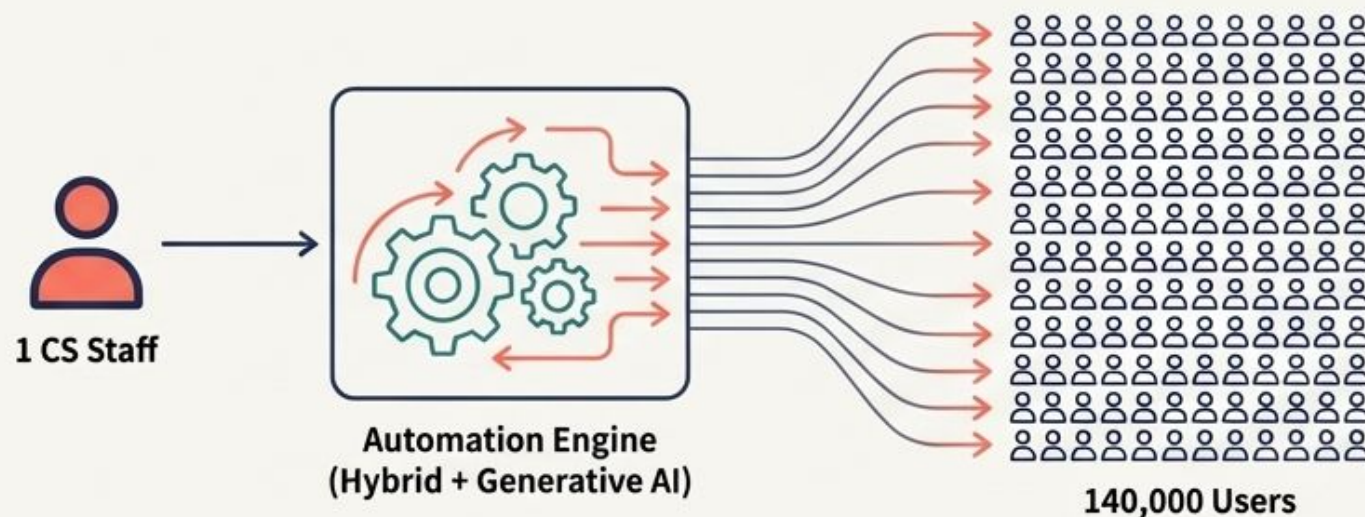 1 CS Staff
Automation Engine
(Hybrid + Generative AI)
140,000 Users